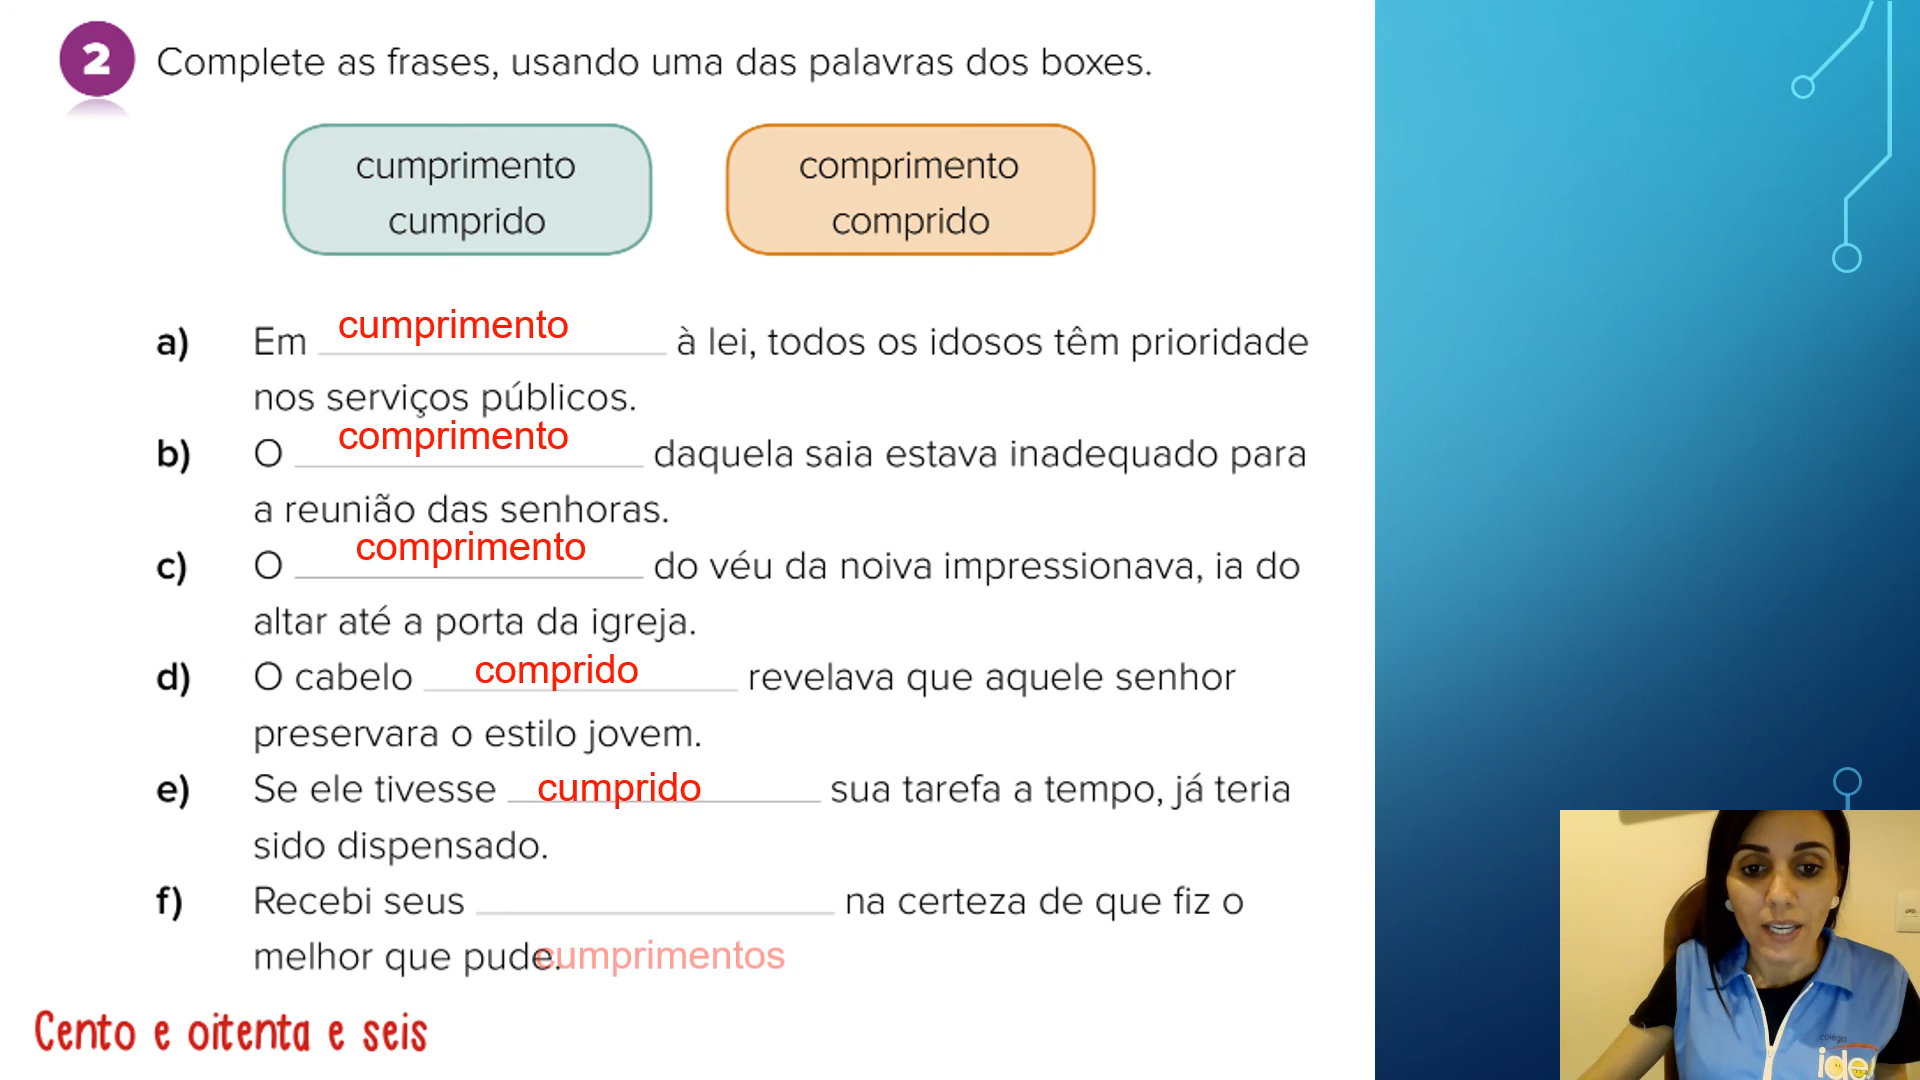 2 Complete as frases, usando uma das palavras dos boxes.
cumprimento
cumprido
comprimento
comprido
a) Em cumprimento à lei, todos os idosos têm prioridade
nos serviços públicos.
b) O comprimento daquela saia estava inadequado para
a reunião das senhoras.
c) O comprimento do véu da noiva impressionava, ia do
altar até a porta da igreja.
d) O cabelo comprido revelava que aquele senhor
preservara o estilo jovem.
e) Se ele tivesse cumprido sua tarefa a tempo, já teria
sido dispensado.
f) Recebi seus na certeza de que fiz o
melhor que pude. cumprimentos
Cento e oitenta e seis
colégio